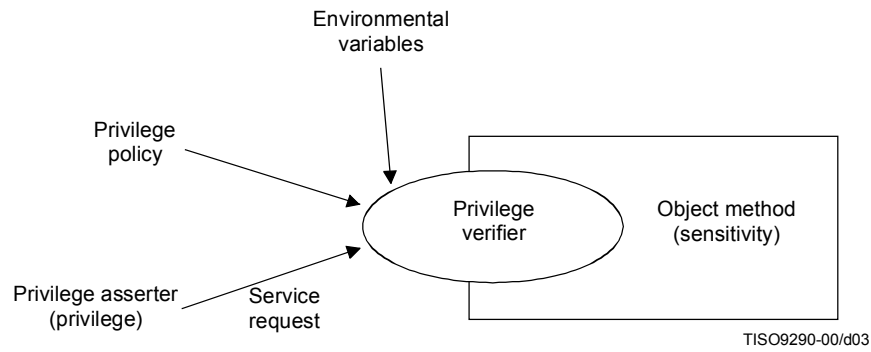 Environmental
variables
Privilege
policy
Privilege
verifier
Object method
(sensitivity)
Privilege asserter
(privilege)
Service
request
TISO9290-00/d03